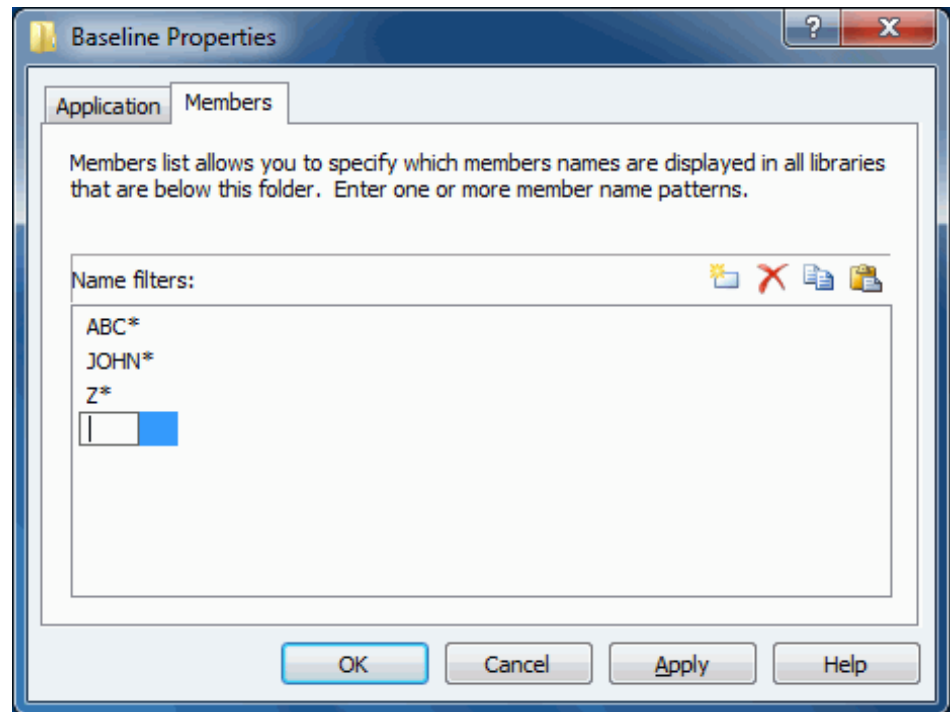 Baseline Properties
?
X
Application
Members
Members list allows you to specify which members names are displayed in all libraries
that are below this folder.  Enter one or more member name patterns.
Name filters:
ABC*
JOHN*
Z*
OK
Cancel
Apply
Help